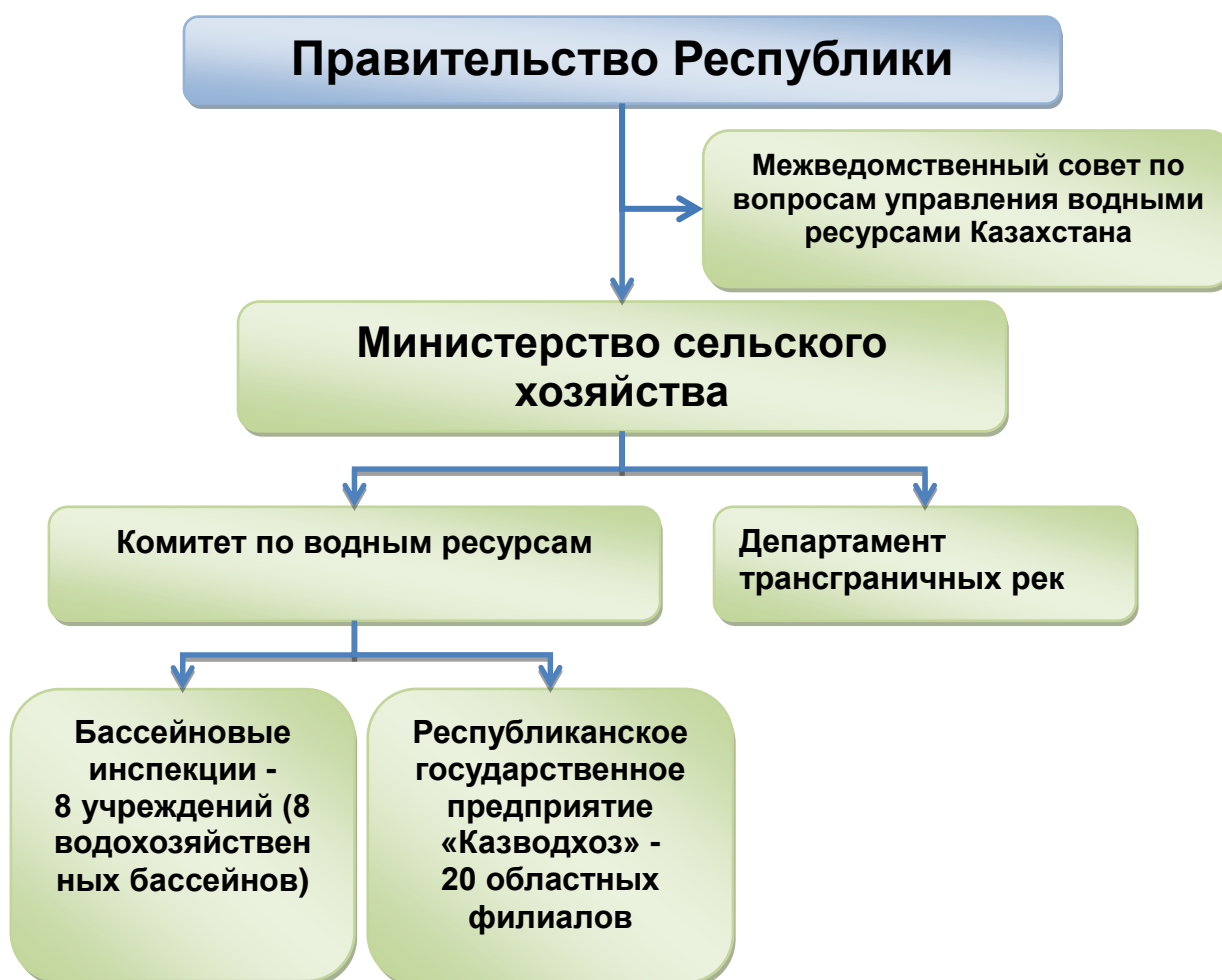 Правительство Республики
Межведомственный совет по
вопросам управления водными
ресурсами Казахстана
Министерство сельского
хозяйства
Комитет по водным ресурсам
Департамент
трансграничных рек
Бассейновые
инспекции -
8 учреждений (8
водохозяйствен
ных бассейнов)
Республиканское
государственное
предприятие
«Казводхоз» -
20 областных
филиалов